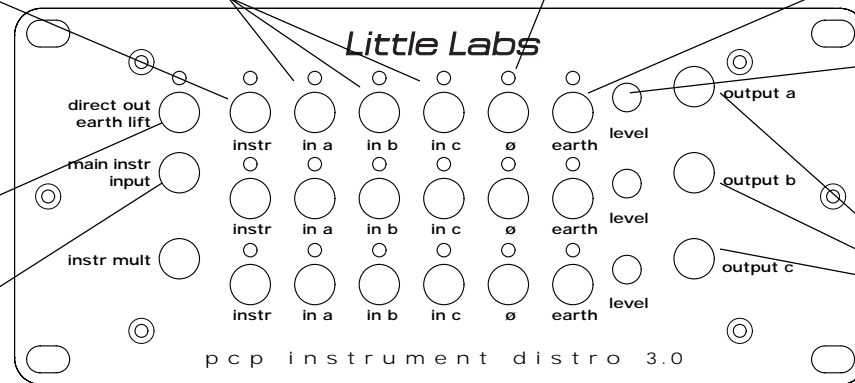 Little Labs
direct out
earth lift
instr
in a
in b
in c
ø
earth
level
output a
main instr
input
instr
in a
in b
in c
ø
earth
level
output b
instr mult
instr
in a
in b
in c
ø
earth
level
output c
pcp instrument distro 3.0